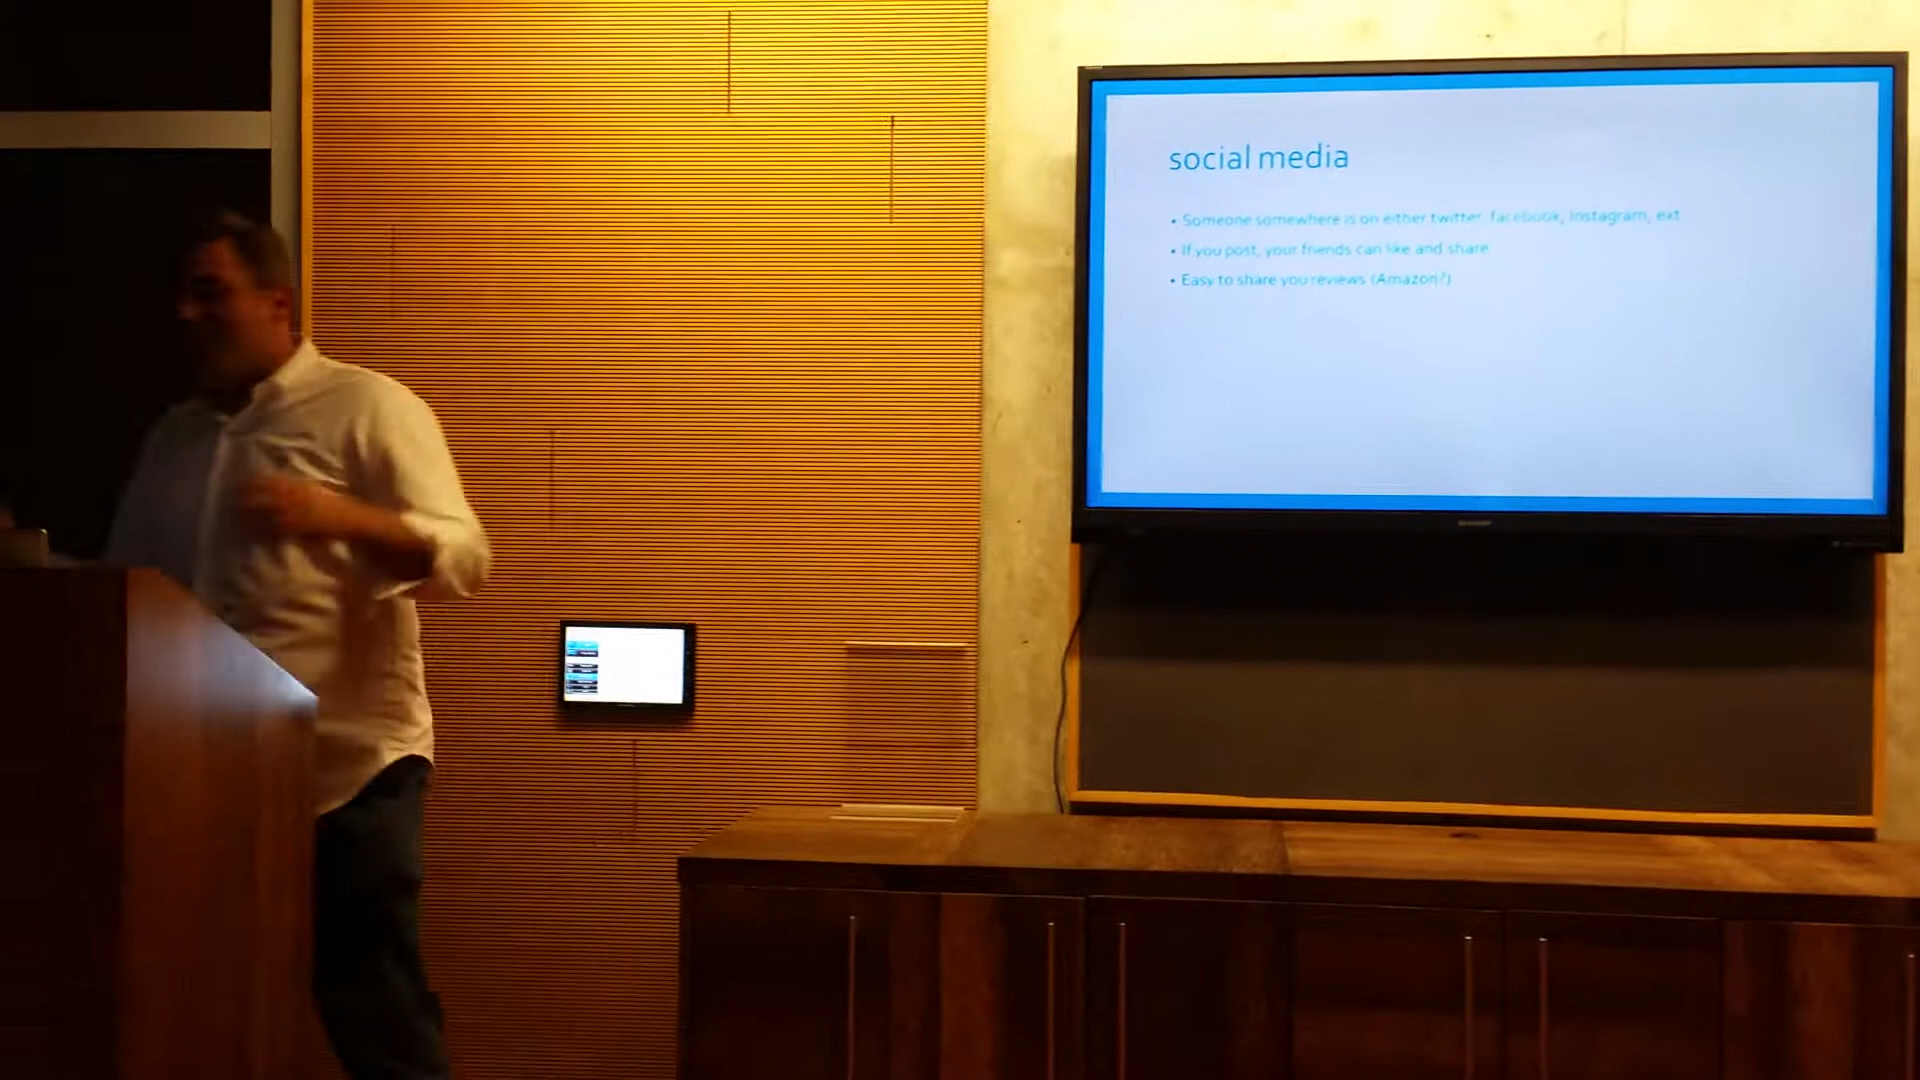 social media
• Someone somewhere is on either twitter, facebook, Instagram, ext
• If you post, your friends can like and share
• Easy to share you reviews (Amazon?)
SHARP